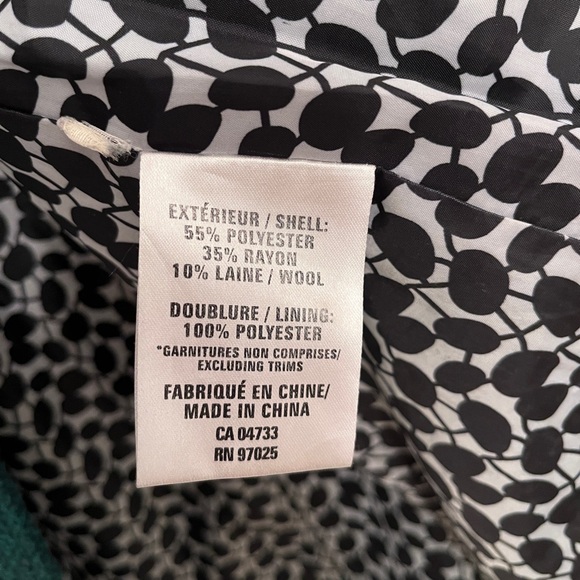 EXTÉRIEUR / SHELL:
55% POLYESTER
35% RAYON
10% LAINE / WOOL
DOUBLURE / LINING:
100% POLYESTER
*GARNITURES NON COMPRISES/
EXCLUDING TRIMS
FABRIQUÉ EN CHINE/
MADE IN CHINA
CA 04733
RN 97025